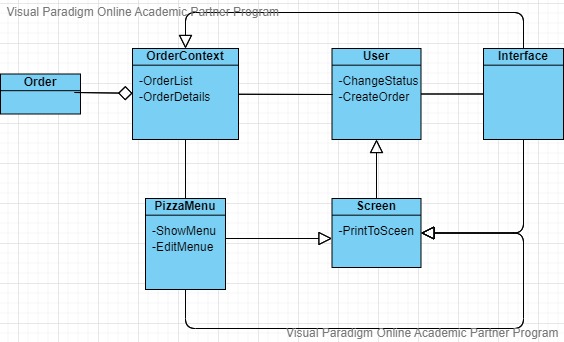 Visual Paradigm Online Academic Partner Program
OrderContext
-OrderList
-OrderDetails
User
-ChangeStatus
-CreateOrder
Interface
Order
PizzaMenu
-ShowMenu
-EditMenue
Screen
-PrintToSceen
Visual Paradigm Online Academic Partner Program